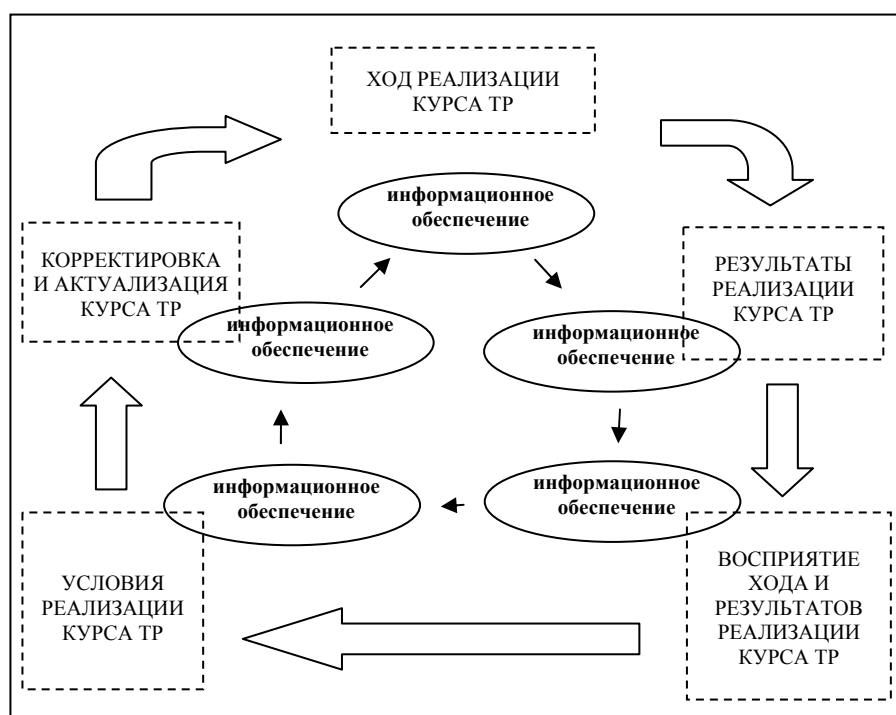 ХОД РЕАЛИЗАЦИИ
КУРСА ТР
информационное
обеспечение
КОРРЕКТИРОВКА
И АКТУАЛИЗАЦИЯ
КУРСА ТР
РЕЗУЛЬТАТЫ
РЕАЛИЗАЦИИ
КУРСА ТР
информационное
обеспечение
информационное
обеспечение
информационное
обеспечение
информационное
обеспечение
УСЛОВИЯ
РЕАЛИЗАЦИИ
КУРСА ТР
ВОСПРИЯТИЕ
ХОДА И
РЕЗУЛЬТАТОВ
РЕАЛИЗАЦИИ
КУРСА ТР